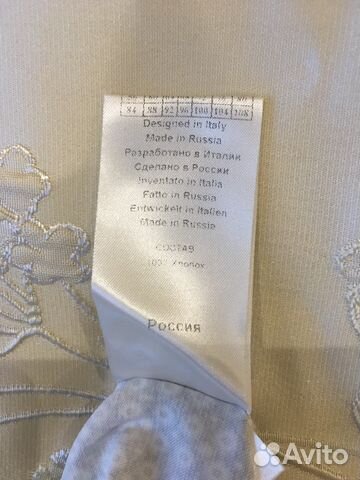 84 88 92 96 100 104 108
Designed in Italy
Made in Russia
Разработано в Италии
Сделано в России
Inventato in Italia
Fatto in Russia
Entwickelt in Italien
Made in Russia
СОСТАВ
100% Хлопок
Россия
Avito